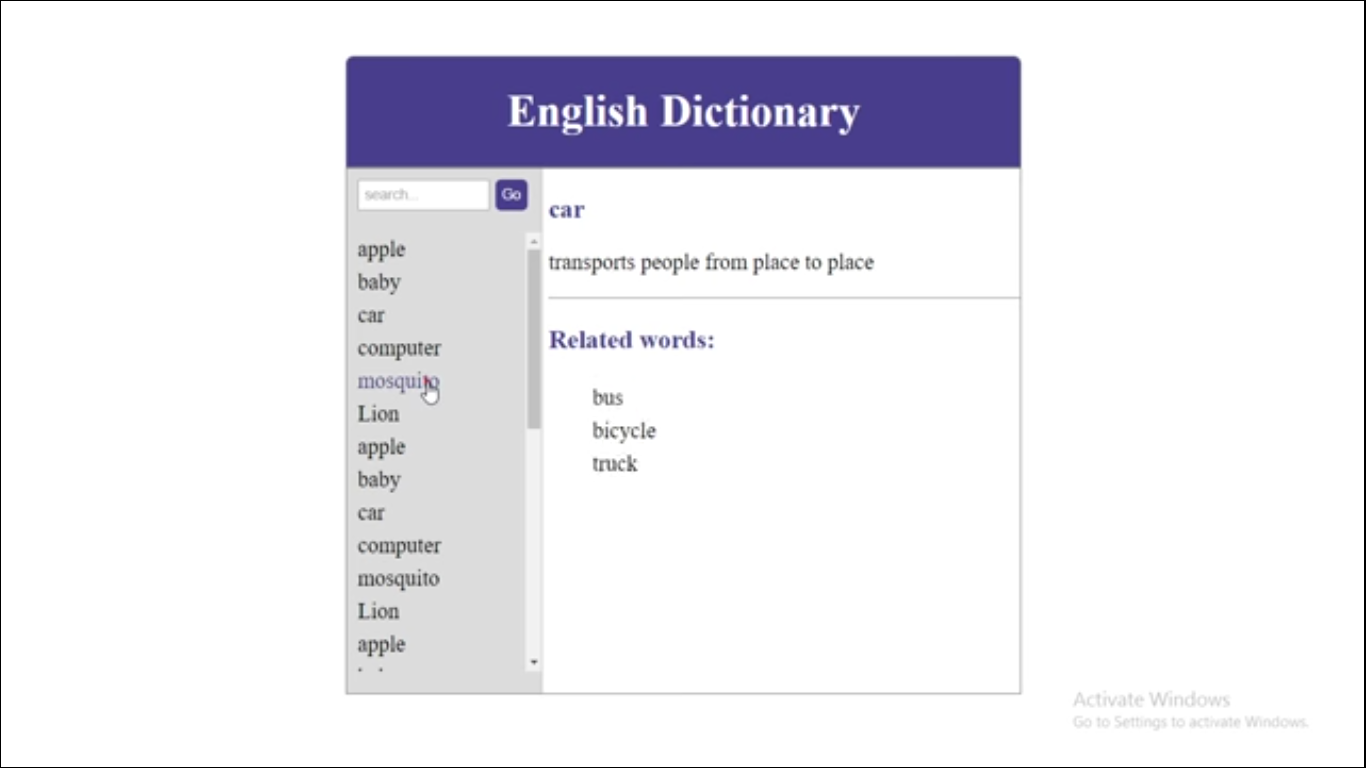 English Dictionary
search...
Go
apple
baby
car
computer
mosquito
Lion
apple
baby
car
computer
mosquito
Lion
apple
car
transports people from place to place
Related words:
bus
bicycle
truck
Activate Windows
Go to Settings to activate Windows.